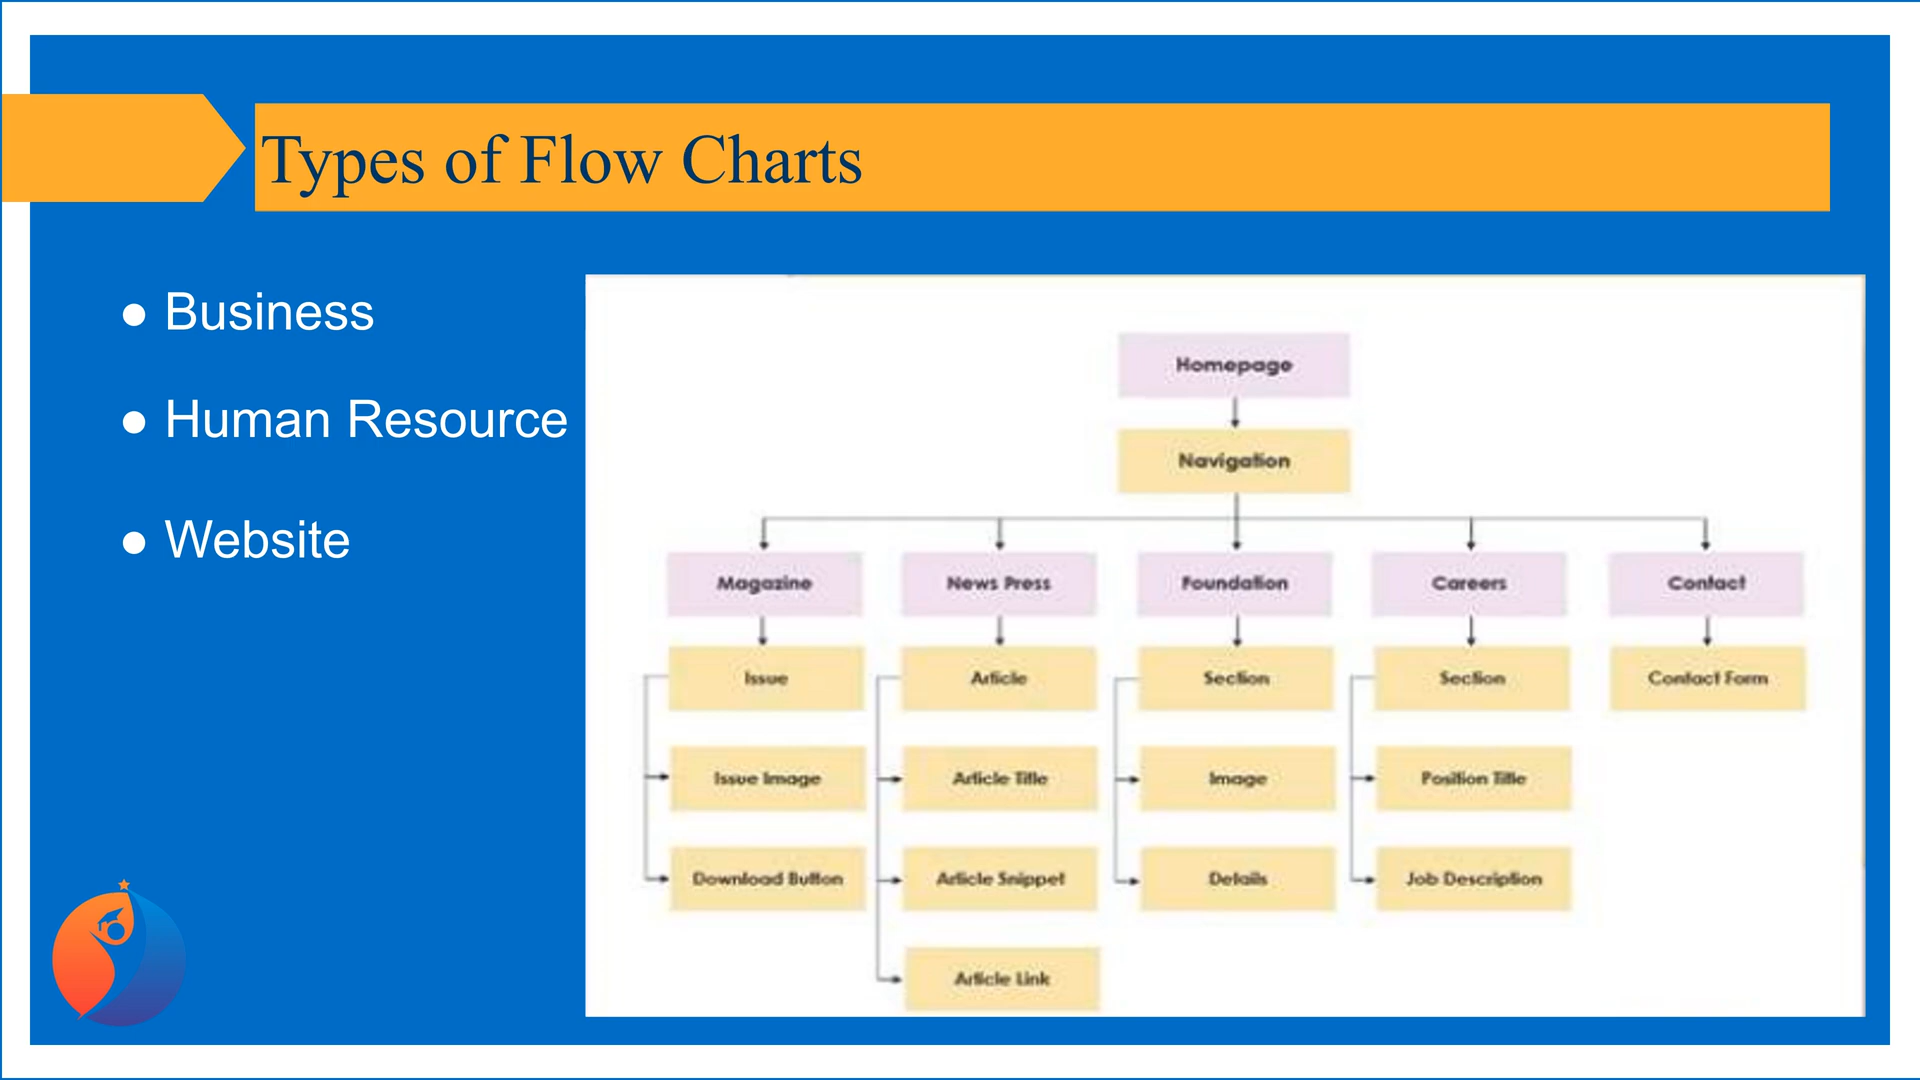 Types of Flow Charts
● Business
● Human Resource
● Website
Homepage
Navigation
Magazine News Press Foundation Careers Contact
Issue Article Section Section Contact Form
Issue Image Article Title Image Position Title
Download Button Article Snippet Details Job Description
Article Link